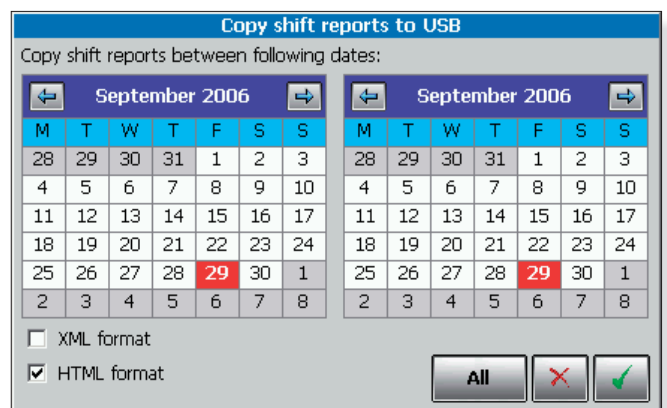 Copy shift reports to USB
Copy shift reports between following dates:
September 2006 September 2006
M T W T F S S M T W T F S S
28 29 30 31 1 2 3 28 29 30 31 1 2 3
4 5 6 7 8 9 10 4 5 6 7 8 9 10
11 12 13 14 15 16 17 11 12 13 14 15 16 17
18 19 20 21 22 23 24 18 19 20 21 22 23 24
25 26 27 28 29 30 1 25 26 27 28 29 30 1
2 3 4 5 6 7 8 2 3 4 5 6 7 8
XML format
HTML format
All